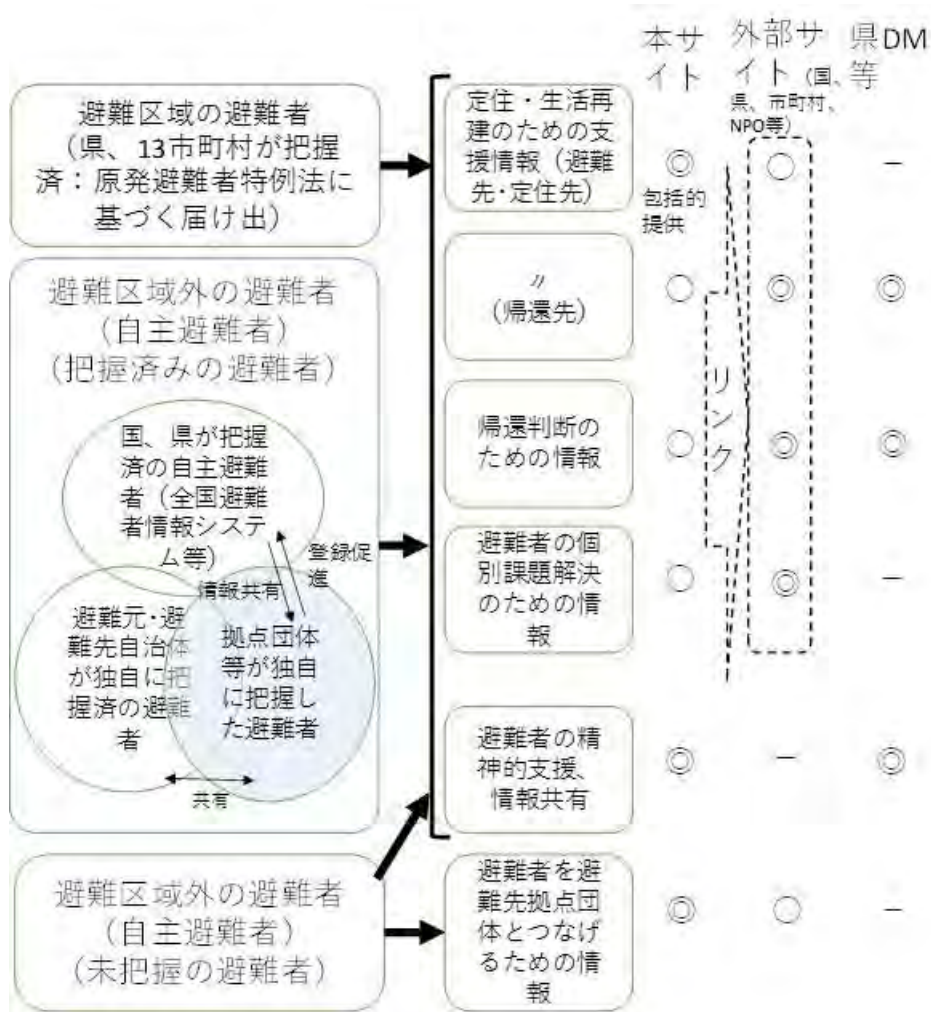 本サイト
外部サイト（国、県、市町村、NPO等）
県DM等
避難区域の避難者
（県、13市町村が把握
済：原発避難者特例法に
基づく届け出）
定住・生活再
建のための支
援情報（避難
先・定住先）
◎
包括的
提供
○
－
避難区域外の避難者
(自主避難者)
(把握済みの避難者)
〃
（帰還先）
○
◎
◎
リンク
国、県が把握
済の自主避難
者（全国避難
者情報システ
ム等）
帰還判断の
ための情報
○
◎
◎
登録促
進
情報共有
避難元・避
難先自治体
が独自に把
握済の避難
者
拠点団体
等が独自
に把握し
た避難者
共有
避難者の個
別課題解決
のための情
報
○
◎
－
避難者の精
神的支援、
情報共有
◎
－
◎
避難区域外の避難者
(自主避難者)
(未把握の避難者)
避難者を避
難先拠点団
体とつなげ
るための情
報
◎
○
－